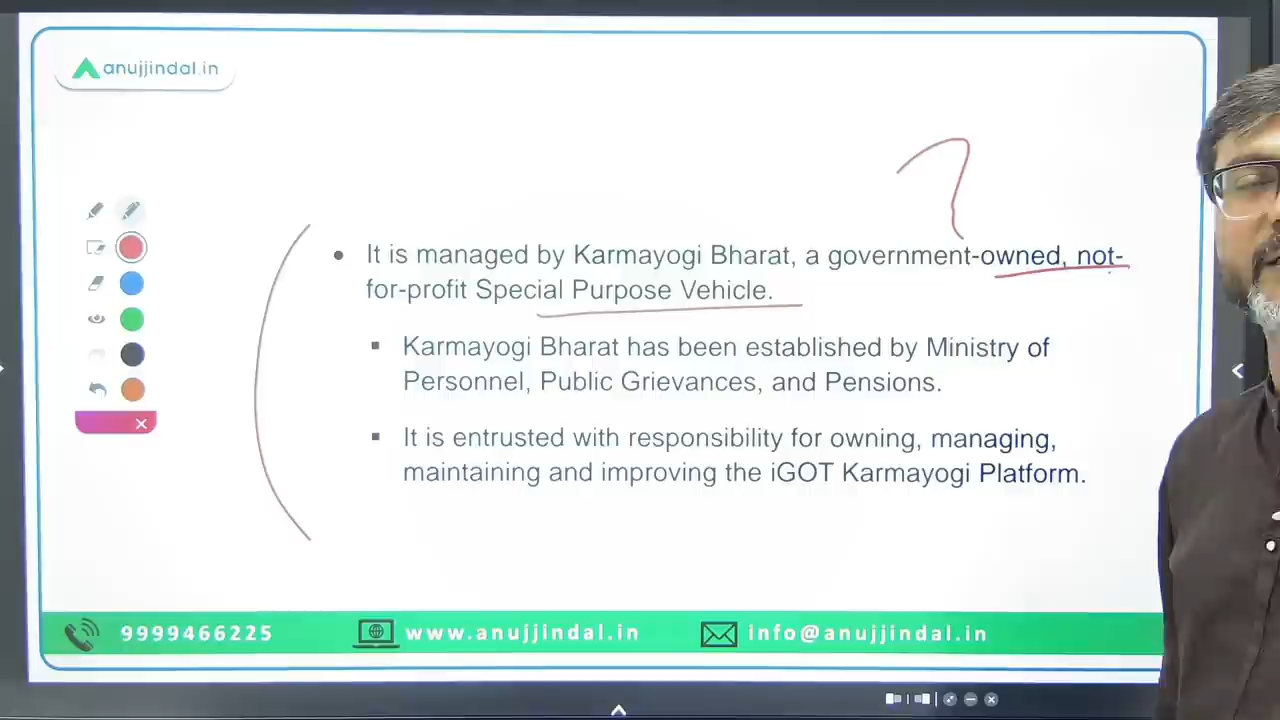 anujjindal.in
• It is managed by Karmayogi Bharat, a government-owned, not-
for-profit Special Purpose Vehicle.
▪ Karmayogi Bharat has been established by Ministry of
Personnel, Public Grievances, and Pensions.
▪ It is entrusted with responsibility for owning, managing,
maintaining and improving the iGOT Karmayogi Platform.
9999466225 www.anujjindal.in info@anujjindal.in